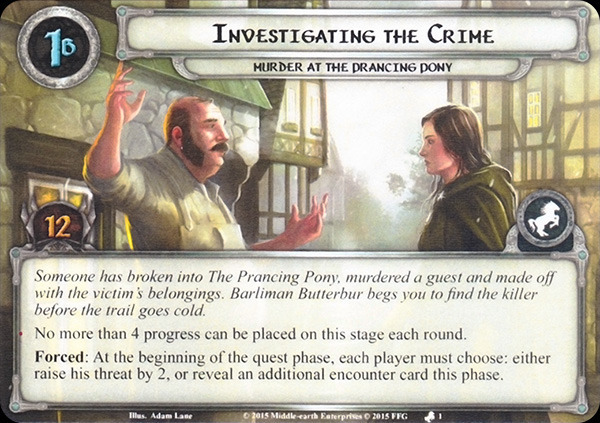 1B
INVESTIGATING THE CRIME
MURDER AT THE PRANCING PONY
12
Someone has broken into The Prancing Pony, murdered a guest and made off
with the victim's belongings. Barliman Butterbur begs you to find the killer
before the trail goes cold.
No more than 4 progress can be placed on this stage each round.
Forced: At the beginning of the quest phase, each player must choose: either
raise his threat by 2, or reveal an additional encounter card this phase.
Illus. Adam Lane © 2015 Middle-earth Enterprises © 2015 FFG 1